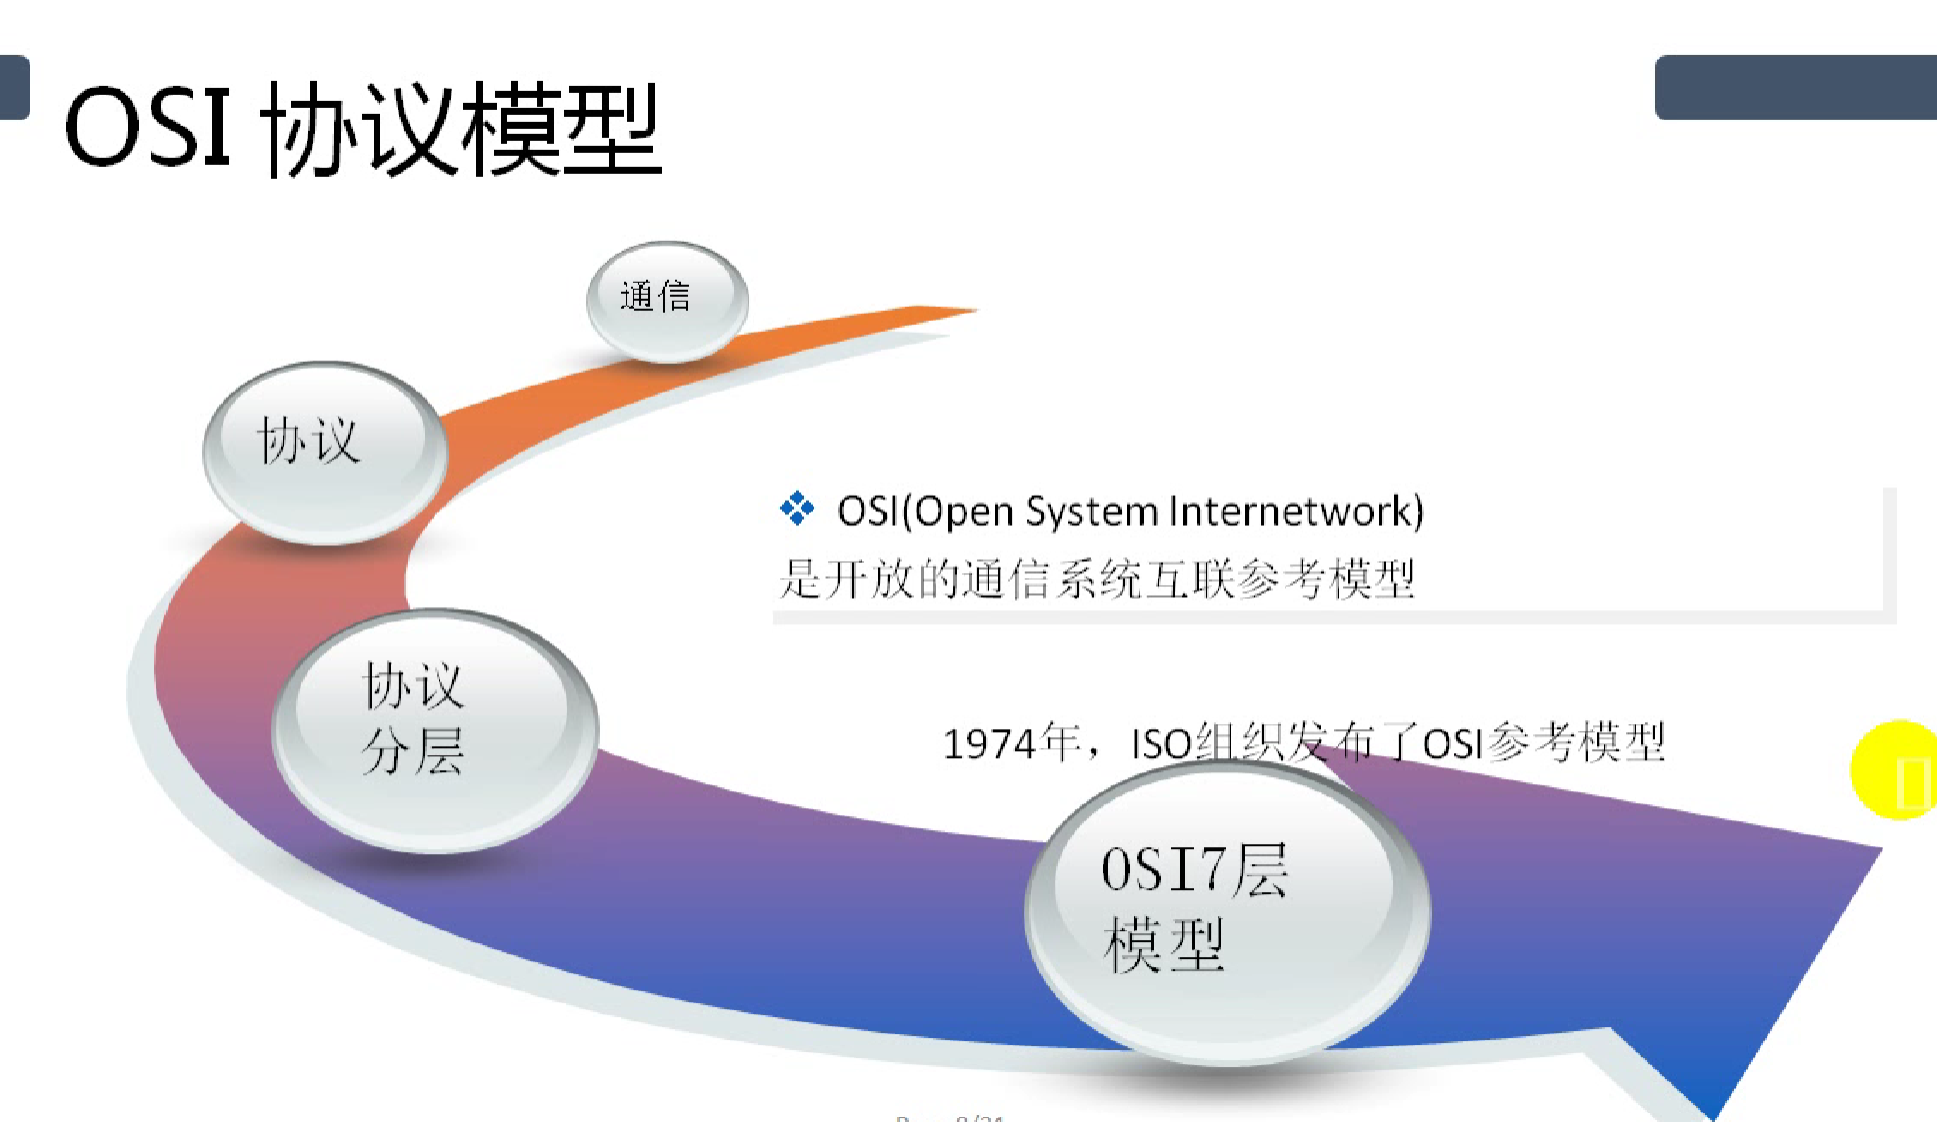 OSI 协议模型
通信
协议
OSI(Open System Internetwork)
是开放的通信系统互联参考模型
协议
分层
1974年，ISO组织发布了OSI参考模型
OSI7层
模型